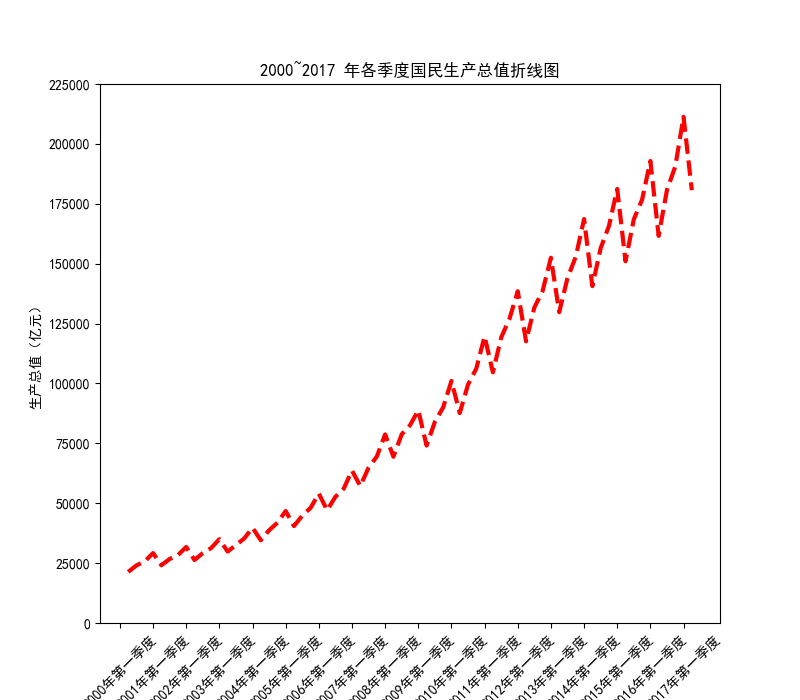 2000~2017 年各季度国民生产总值折线图
225000
200000
175000
150000
125000
100000
75000
50000
25000
0
生产总值（亿元）
2000年第一季度
2001年第一季度
2002年第一季度
2003年第一季度
2004年第一季度
2005年第一季度
2006年第一季度
2007年第一季度
2008年第一季度
2009年第一季度
2010年第一季度
2011年第一季度
2012年第一季度
2013年第一季度
2014年第一季度
2015年第一季度
2016年第一季度
2017年第一季度